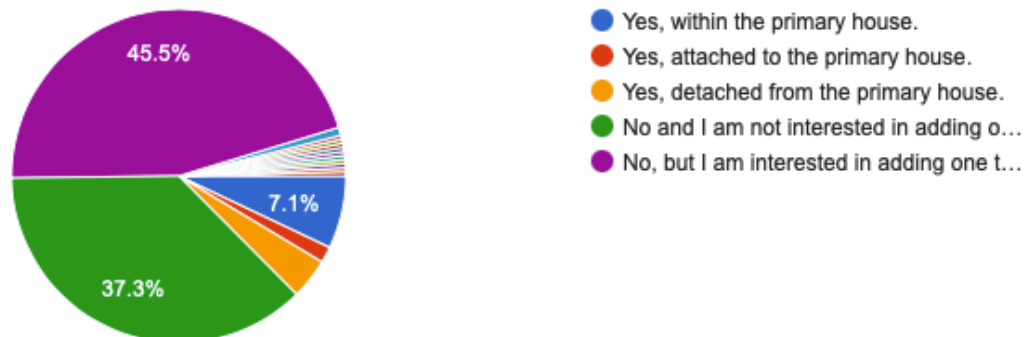 45.5%
7.1%
37.3%
Yes, within the primary house.
Yes, attached to the primary house.
Yes, detached from the primary house.
No and I am not interested in adding o...
No, but I am interested in adding one t...